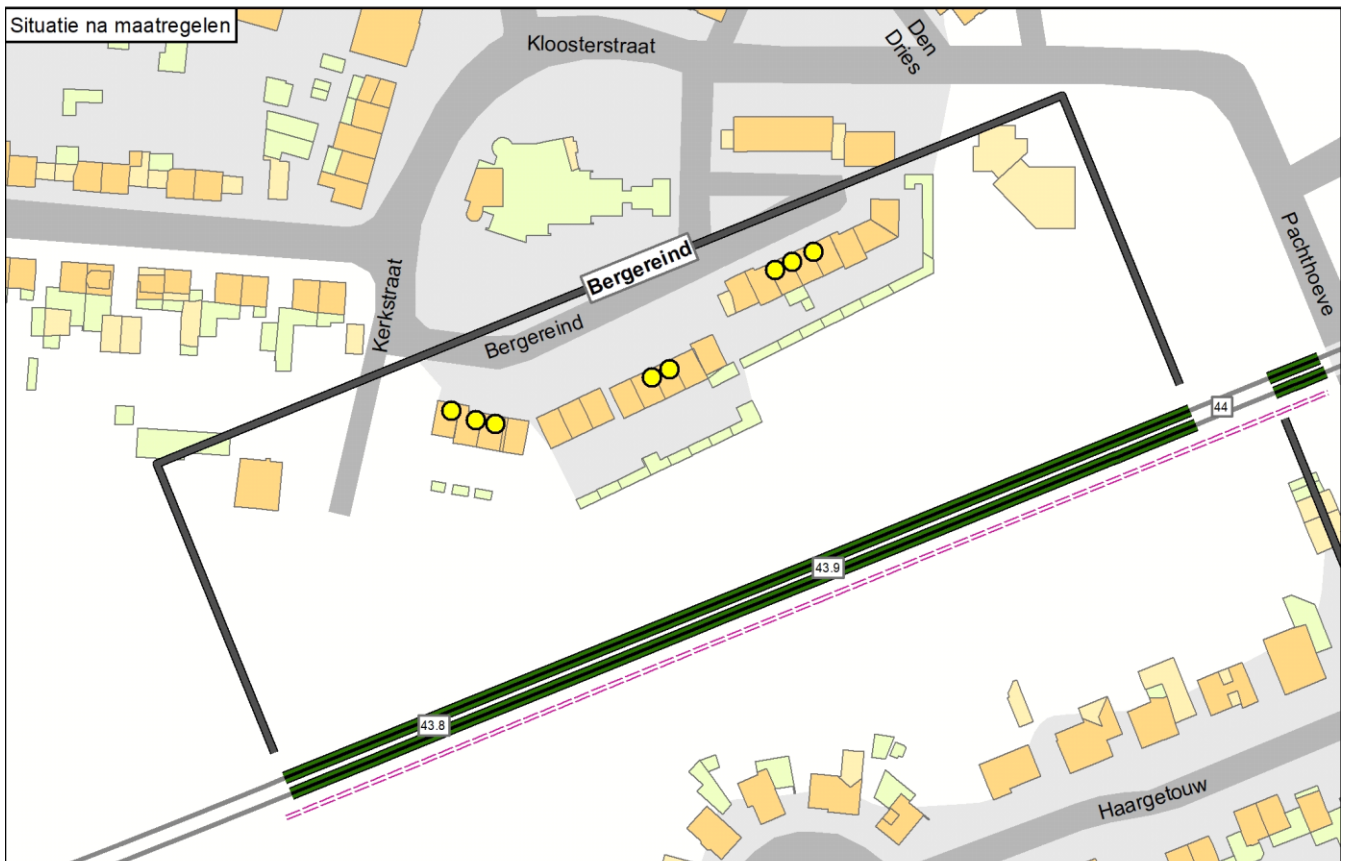 Situatie na maatregelen
Kloosterstraat
Den
Dries
Pachthoeve
Bergereind
Kerkstraat
Bergereind
44
43.9
43.8
Haargetouw